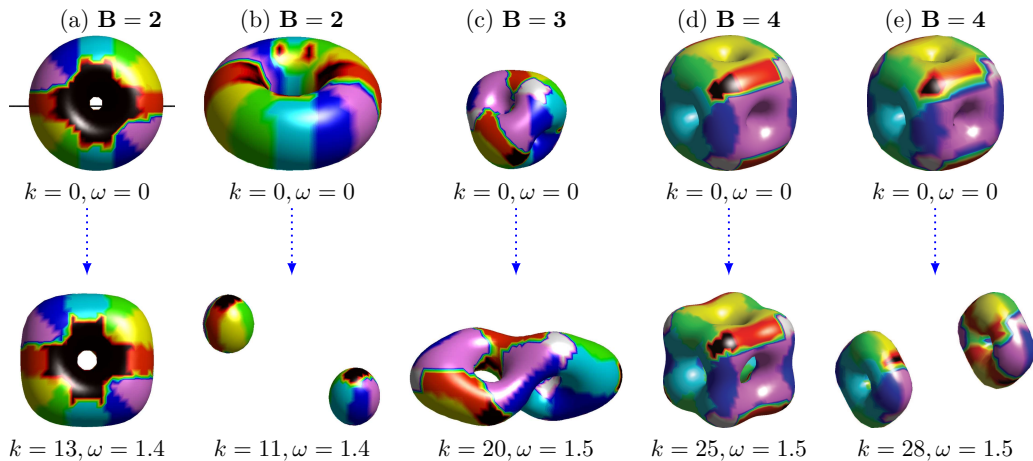 (a) B = 2 (b) B = 2 (c) B = 3 (d) B = 4 (e) B = 4
k = 0, ω = 0 k = 0, ω = 0 k = 0, ω = 0 k = 0, ω = 0 k = 0, ω = 0
k = 13, ω = 1.4 k = 11, ω = 1.4 k = 20, ω = 1.5 k = 25, ω = 1.5 k = 28, ω = 1.5